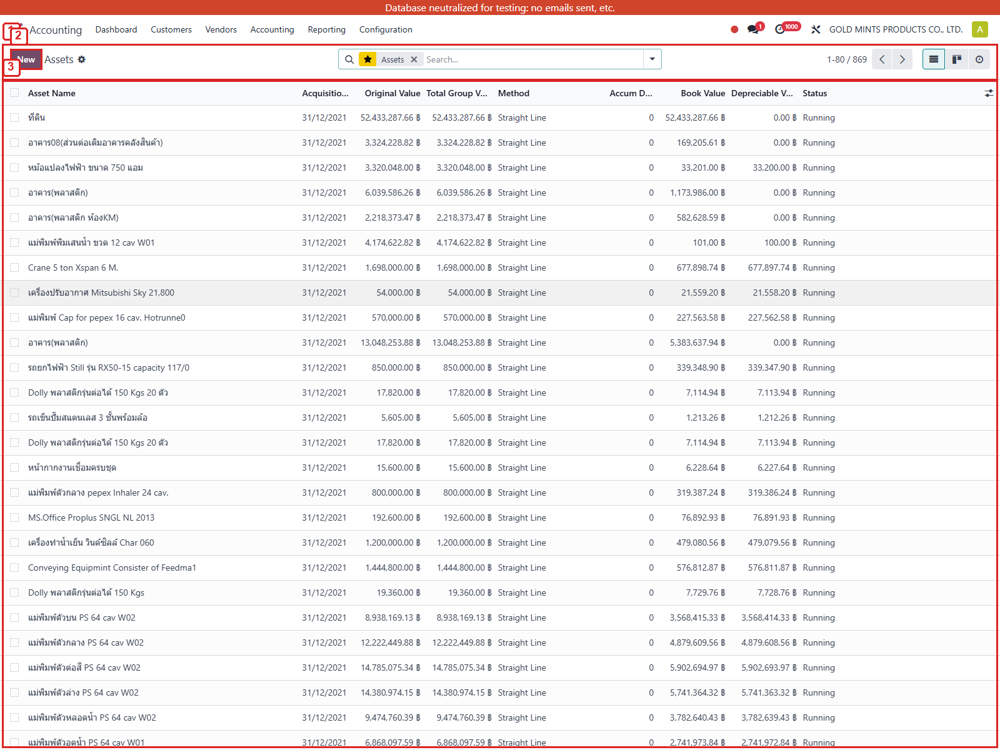 Database neutralized for testing: no emails sent, etc.
Accounting Dashboard Customers Vendors Accounting Reporting Configuration 1 1000 GOLD MINTS PRODUCTS CO., LTD. A
2
New Assets Assets Search... 1-80 / 869
3
Asset Name Acquisitio... Original Value Total Group V... Method Accum D... Book Value Depreciable V... Status
ที่ดิน 31/12/2021 52,433,287.66 ฿ 52,433,287.66 ฿ Straight Line 0 52,433,287.66 ฿ 0.00 ฿ Running
อาคาร08(ส่วนต่อเติมอาคารคลังสินค้า) 31/12/2021 3,324,228.82 ฿ 3,324,228.82 ฿ Straight Line 0 169,205.61 ฿ 0.00 ฿ Running
หม้อแปลงไฟฟ้า ขนาด 750 แอม 31/12/2021 3,320,048.00 ฿ 3,320,048.00 ฿ Straight Line 0 33,201.00 ฿ 33,200.00 ฿ Running
อาคาร(พลาสติก) 31/12/2021 6,039,586.26 ฿ 6,039,586.26 ฿ Straight Line 0 1,173,986.00 ฿ 0.00 ฿ Running
อาคาร(พลาสติก ห้องKM) 31/12/2021 2,218,373.47 ฿ 2,218,373.47 ฿ Straight Line 0 582,628.59 ฿ 0.00 ฿ Running
แม่พิมพ์พิมเสนน้ำ ขวด 12 cav W01 31/12/2021 4,174,622.82 ฿ 4,174,622.82 ฿ Straight Line 0 101.00 ฿ 100.00 ฿ Running
Crane 5 ton Xspan 6 M. 31/12/2021 1,698,000.00 ฿ 1,698,000.00 ฿ Straight Line 0 677,898.74 ฿ 677,897.74 ฿ Running
เครื่องปรับอากาศ Mitsubishi Sky 21,800 31/12/2021 54,000.00 ฿ 54,000.00 ฿ Straight Line 0 21,559.20 ฿ 21,558.20 ฿ Running
แม่พิมพ์ Cap for pepex 16 cav. Hotrunne0 31/12/2021 570,000.00 ฿ 570,000.00 ฿ Straight Line 0 227,563.58 ฿ 227,562.58 ฿ Running
อาคาร(พลาสติก) 31/12/2021 13,048,253.88 ฿ 13,048,253.88 ฿ Straight Line 0 5,383,637.94 ฿ 0.00 ฿ Running
รถยกไฟฟ้า Still รุ่น RX50-15 capacity 117/0 31/12/2021 850,000.00 ฿ 850,000.00 ฿ Straight Line 0 339,348.90 ฿ 339,347.90 ฿ Running
Dolly พลาสติกรุ่นต่อได้ 150 Kgs 20 ตัว 31/12/2021 17,820.00 ฿ 17,820.00 ฿ Straight Line 0 7,114.94 ฿ 7,113.94 ฿ Running
รถเข็นปั๊มสแตนเลส 3 ชั้นพร้อมล้อ 31/12/2021 5,605.00 ฿ 5,605.00 ฿ Straight Line 0 1,213.26 ฿ 1,212.26 ฿ Running
Dolly พลาสติกรุ่นต่อได้ 150 Kgs 20 ตัว 31/12/2021 17,820.00 ฿ 17,820.00 ฿ Straight Line 0 7,114.94 ฿ 7,113.94 ฿ Running
หน้ากากงานเชื่อมครบชุด 31/12/2021 15,600.00 ฿ 15,600.00 ฿ Straight Line 0 6,228.64 ฿ 6,227.64 ฿ Running
แม่พิมพ์ตัวกลาง pepex Inhaler 24 cav. 31/12/2021 800,000.00 ฿ 800,000.00 ฿ Straight Line 0 319,387.24 ฿ 319,386.24 ฿ Running
MS.Office Proplus SNGL NL 2013 31/12/2021 192,600.00 ฿ 192,600.00 ฿ Straight Line 0 76,892.93 ฿ 76,891.93 ฿ Running
เครื่องทำน้ำเย็น วินด์ซิลล์ Char 060 31/12/2021 1,200,000.00 ฿ 1,200,000.00 ฿ Straight Line 0 479,080.56 ฿ 479,079.56 ฿ Running
Conveying Equipmint Consister of Feedma1 31/12/2021 1,444,800.00 ฿ 1,444,800.00 ฿ Straight Line 0 576,812.87 ฿ 576,811.87 ฿ Running
Dolly พลาสติกรุ่นต่อได้ 150 Kgs 31/12/2021 19,360.00 ฿ 19,360.00 ฿ Straight Line 0 7,729.76 ฿ 7,728.76 ฿ Running
แม่พิมพ์ตัวบน PS 64 cav W02 31/12/2021 8,938,169.13 ฿ 8,938,169.13 ฿ Straight Line 0 3,568,415.33 ฿ 3,568,414.33 ฿ Running
แม่พิมพ์ตัวกลาง PS 64 cav W02 31/12/2021 12,222,449.88 ฿ 12,222,449.88 ฿ Straight Line 0 4,879,609.56 ฿ 4,879,608.56 ฿ Running
แม่พิมพ์ตัวต่อสี PS 64 cav W02 31/12/2021 14,785,075.34 ฿ 14,785,075.34 ฿ Straight Line 0 5,902,694.97 ฿ 5,902,693.97 ฿ Running
แม่พิมพ์ตัวล่าง PS 64 cav W02 31/12/2021 14,380,974.15 ฿ 14,380,974.15 ฿ Straight Line 0 5,741,364.32 ฿ 5,741,363.32 ฿ Running
แม่พิมพ์ตัวหลอดน้ำ PS 64 cav W02 31/12/2021 9,474,760.39 ฿ 9,474,760.39 ฿ Straight Line 0 3,782,640.43 ฿ 3,782,639.43 ฿ Running
แม่พิมพ์ตัวอุดน้ำ PS 64 cav W01 31/12/2021 6,868,097.59 ฿ 6,868,097.59 ฿ Straight Line 0 2,741,973.84 ฿ 2,741,972.84 ฿ Running